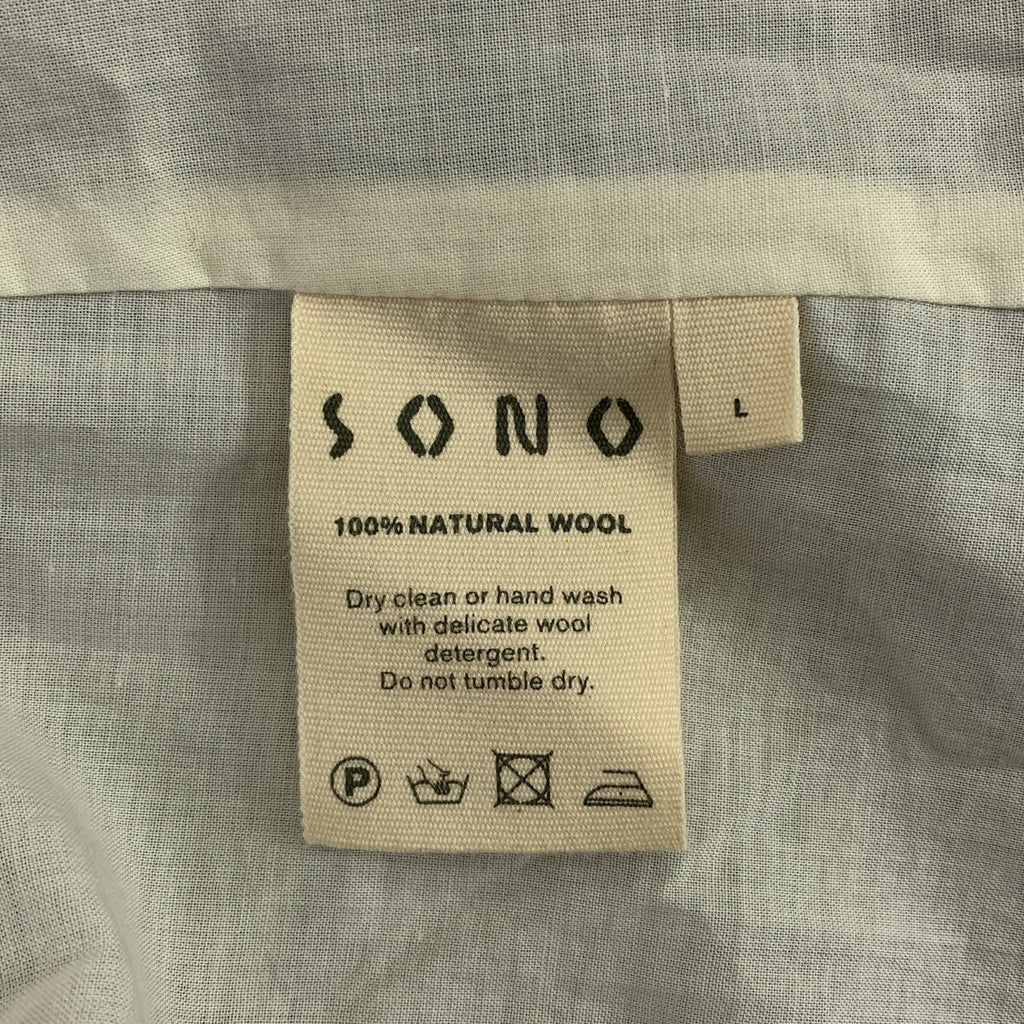 SONO
L
100% NATURAL WOOL
Dry clean or hand wash
with delicate wool
detergent.
Do not tumble dry.
P